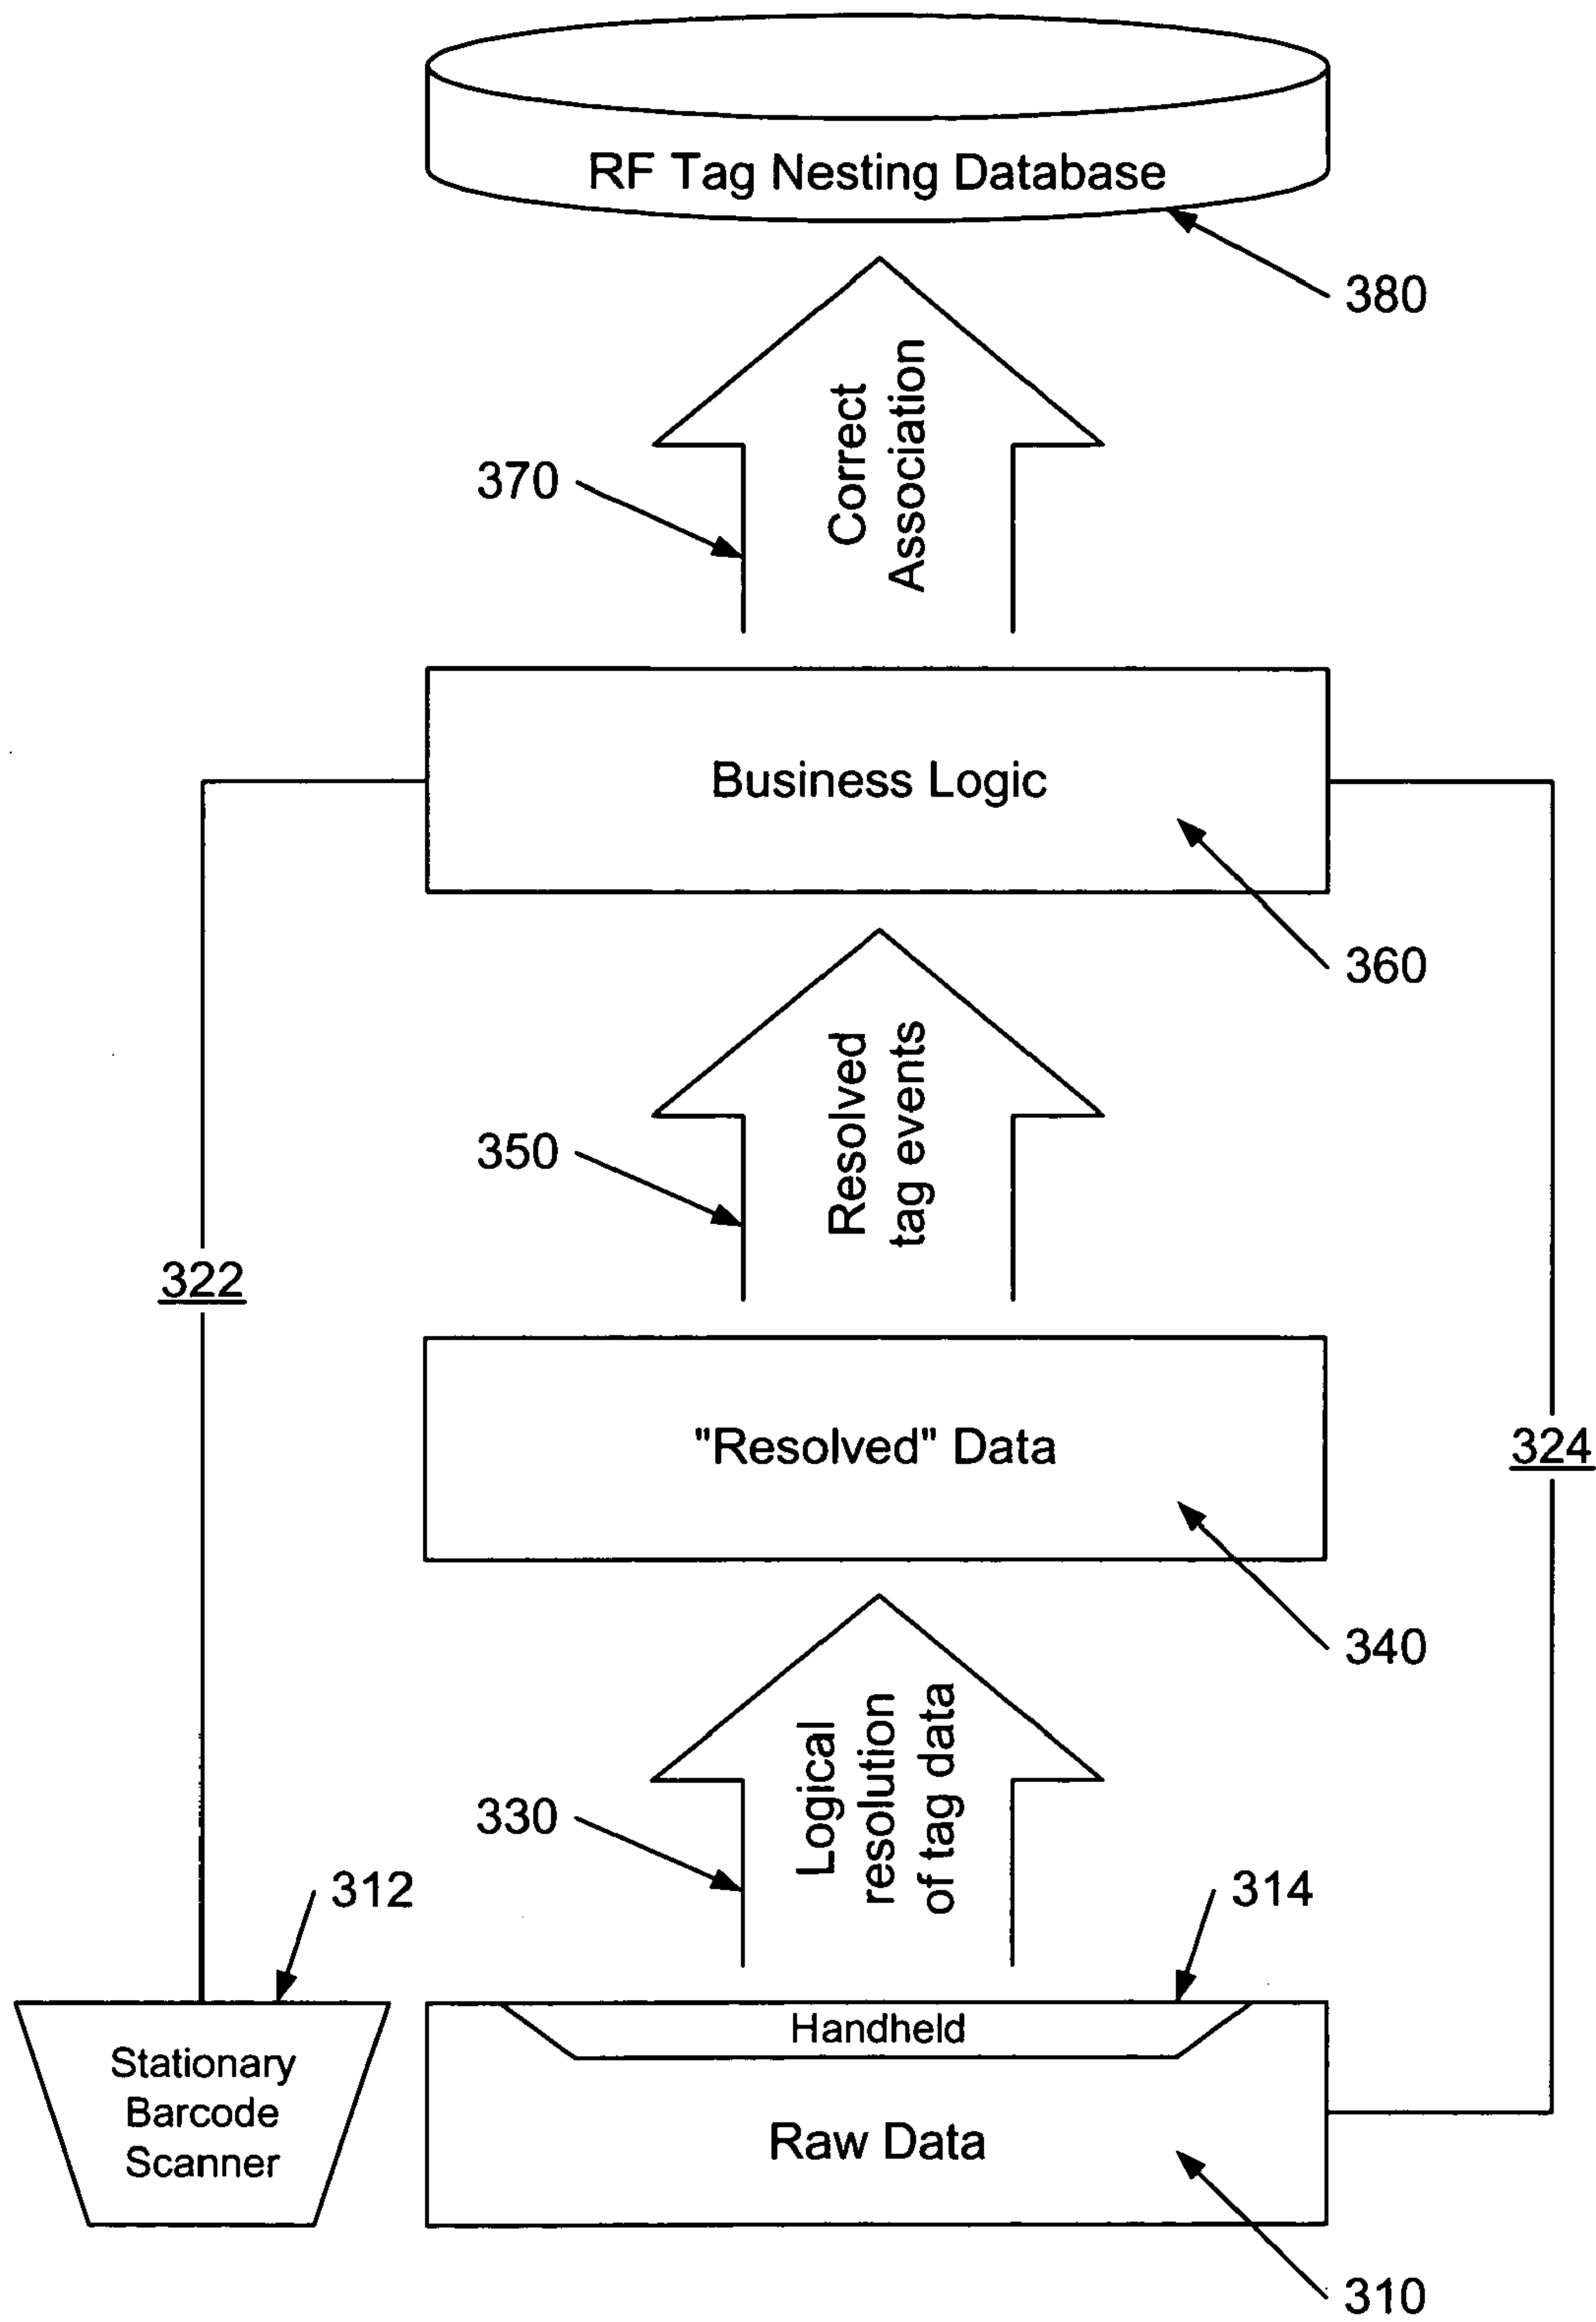 RF Tag Nesting Database
380
Correct
Association
370
Business Logic
360
Resolved
tag events
350
322
"Resolved" Data
324
340
Logical
resolution
of tag data
330
312
314
Handheld
Stationary
Barcode
Scanner
Raw Data
310